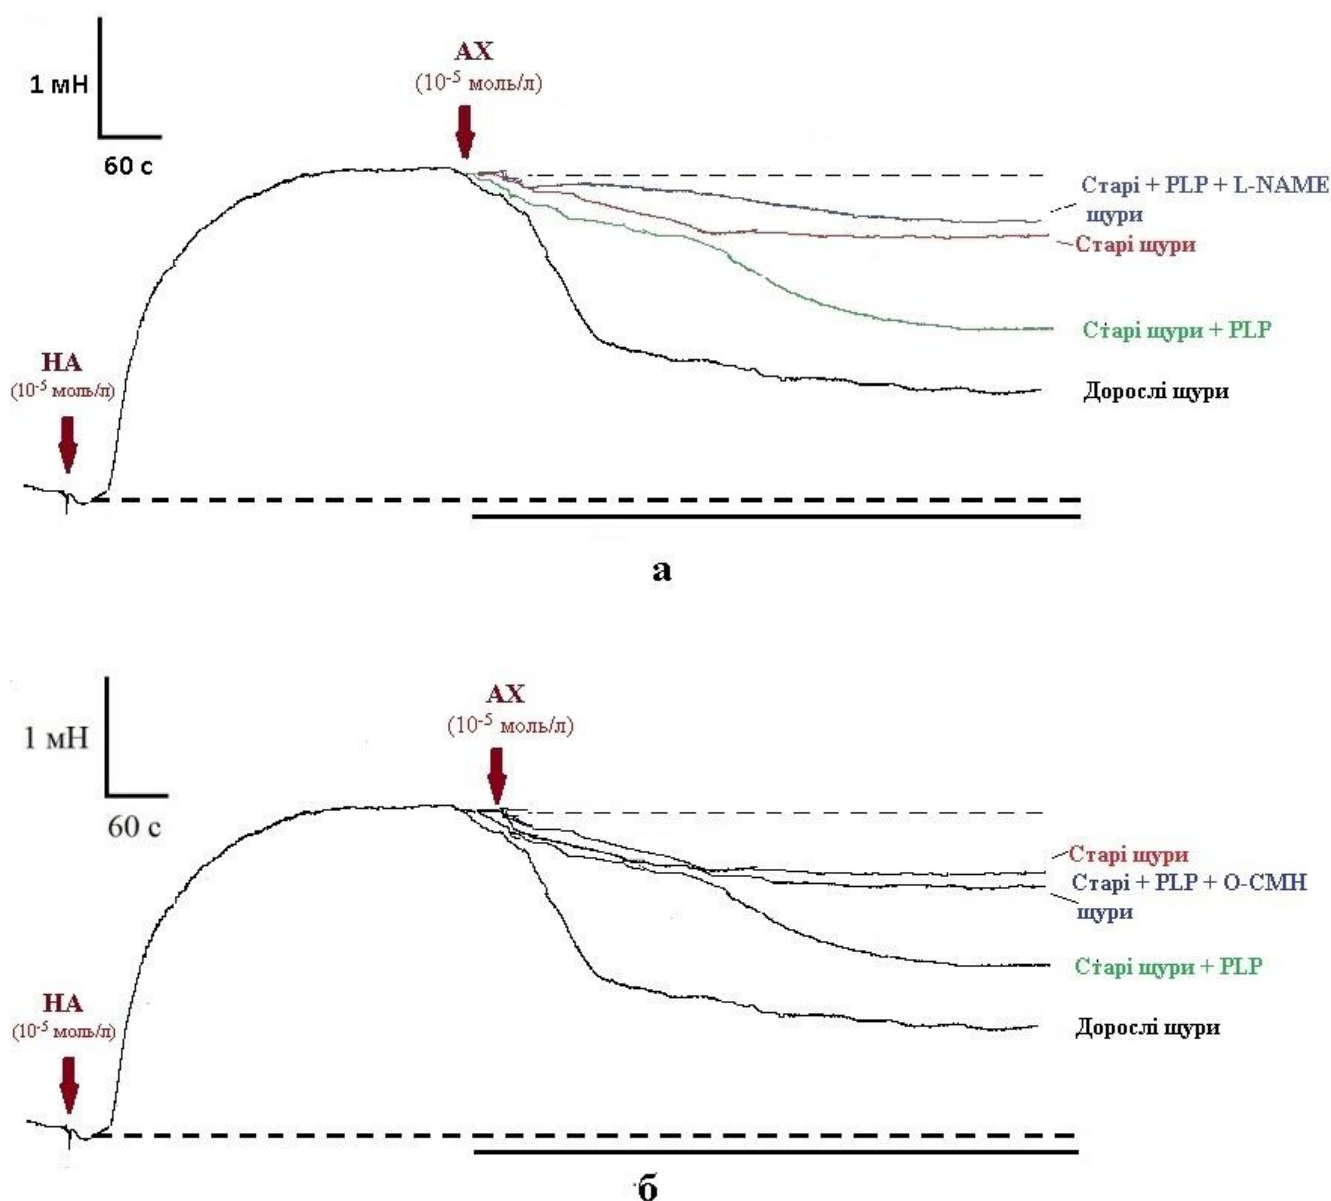 АХ
(10⁻⁵ моль/л)
1 мН
60 с
Старі + PLP + L-NAME
щури
Старі щури
Старі щури + PLP
НА
(10⁻⁵ моль/л)
Дорослі щури
а
АХ
(10⁻⁵ моль/л)
1 мН
60 с
Старі щури
Старі + PLP + O-CMH
щури
Старі щури + PLP
НА
(10⁻⁵ моль/л)
Дорослі щури
б